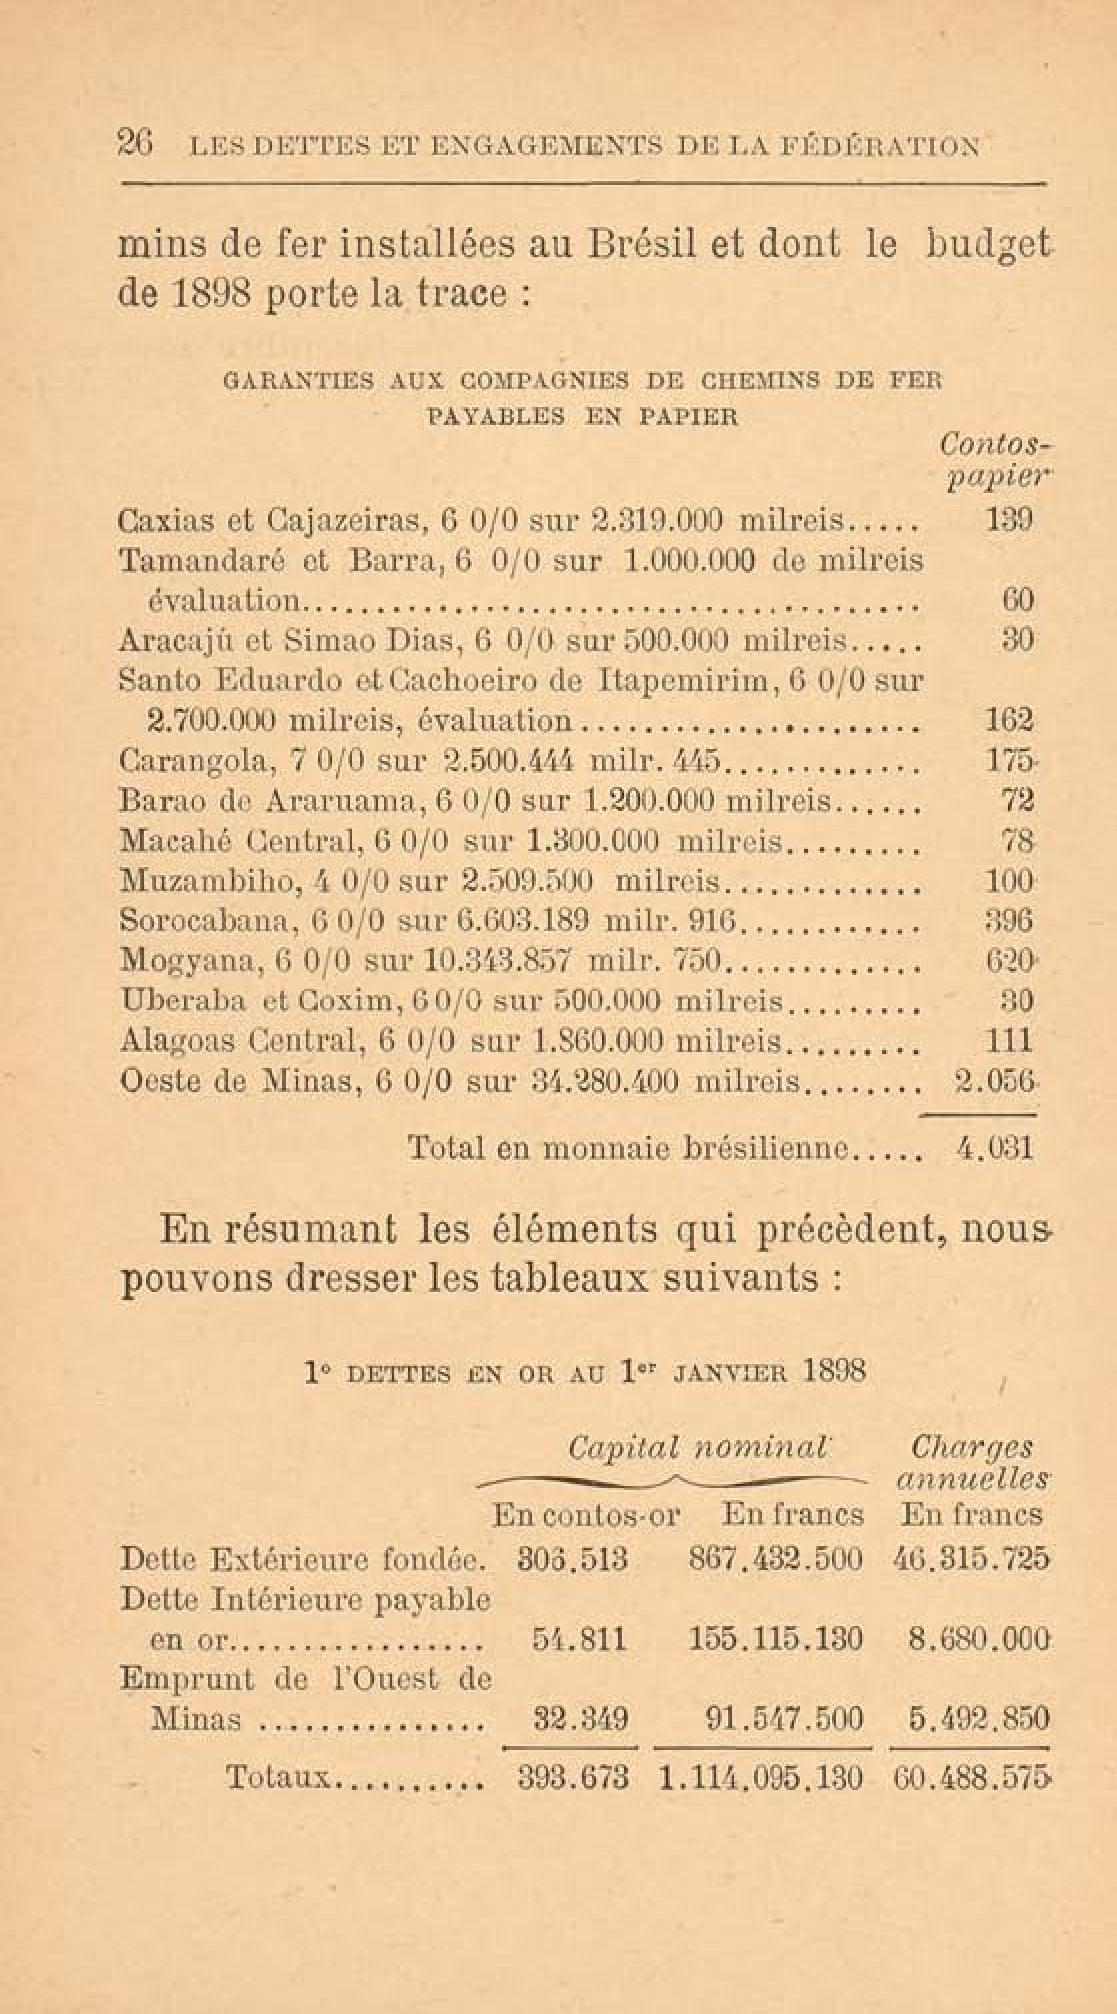 26 LES DETTES ET ENGAGEMENTS DE LA FÉDÉRATION
mins de fer installées au Brésil et dont le budget
de 1898 porte la trace :
GARANTIES AUX COMPAGNIES DE CHEMINS DE FER
PAYABLES EN PAPIER
Contos-
papier
Caxias et Cajazeiras, 6 0/0 sur 2.319.000 milreis..... 139
Tamandaré et Barra, 6 0/0 sur 1.000.000 de milreis
évaluation........................................ 60
Aracajú et Simao Dias, 6 0/0 sur 500.000 milreis..... 30
Santo Eduardo et Cachoeiro de Itapemirim, 6 0/0 sur
2.700.000 milreis, évaluation...................... 162
Carangola, 7 0/0 sur 2.500.444 milr. 445............. 175
Barao de Araruama, 6 0/0 sur 1.200.000 milreis...... 72
Macahé Central, 6 0/0 sur 1.300.000 milreis......... 78
Muzambiho, 4 0/0 sur 2.509.500 milreis............. 100
Sorocabana, 6 0/0 sur 6.603.189 milr. 916............ 396
Mogyana, 6 0/0 sur 10.343.857 milr. 750............. 620
Uberaba et Coxim, 6 0/0 sur 500.000 milreis......... 30
Alagoas Central, 6 0/0 sur 1.860.000 milreis......... 111
Oeste de Minas, 6 0/0 sur 34.280.400 milreis........ 2.056
Total en monnaie brésilienne..... 4.031
En résumant les éléments qui précèdent, nous
pouvons dresser les tableaux suivants :
1° DETTES EN OR AU 1er JANVIER 1898
Capital nominal Charges
annuelles
En contos-or En francs En francs
Dette Extérieure fondée. 306.513 867.432.500 46.315.725
Dette Intérieure payable
en or................. 54.811 155.115.130 8.680.000
Emprunt de l'Ouest de
Minas ............... 32.349 91.547.500 5.492.850
Totaux.......... 393.673 1.114.095.130 60.488.575